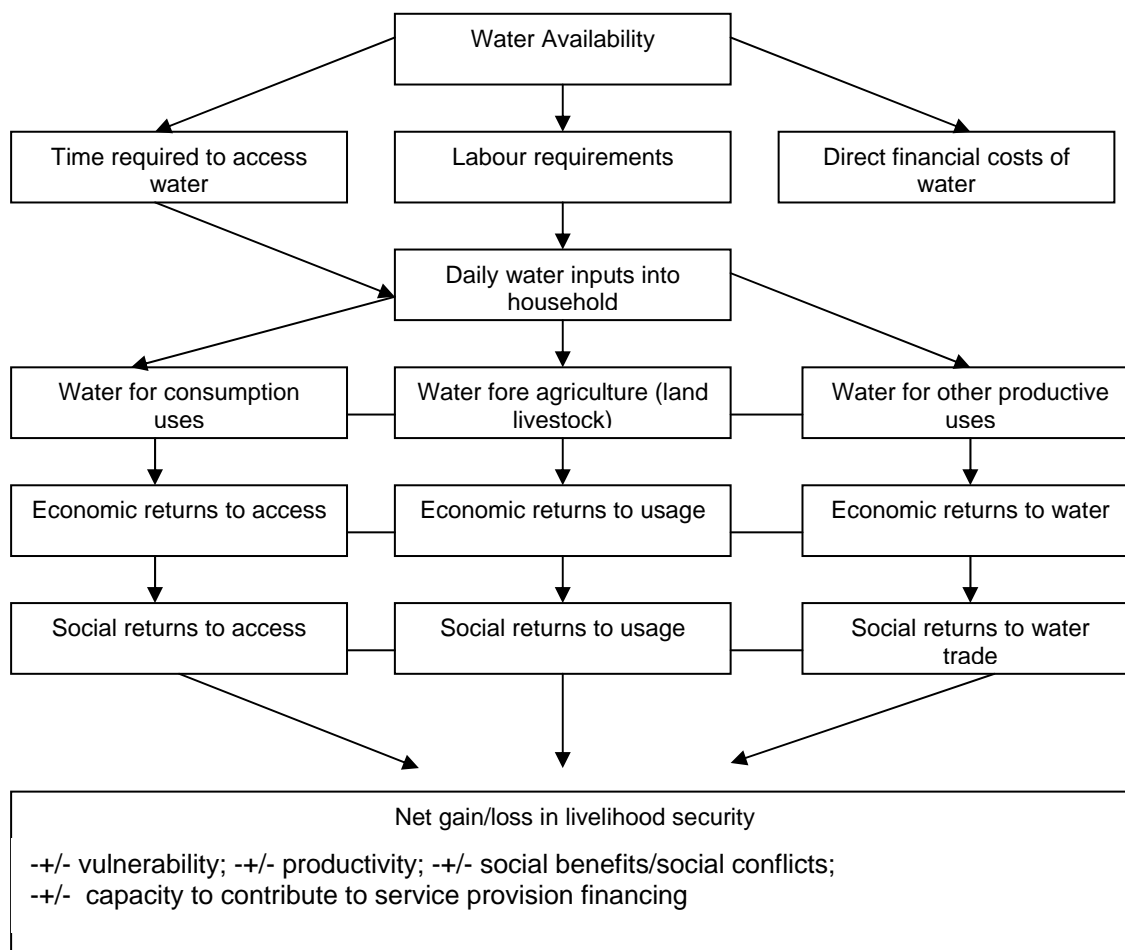 Water Availability
Time required to access
water
Labour requirements
Direct financial costs of
water
Daily water inputs into
household
Water for consumption
uses
Water fore agriculture (land
livestock)
Water for other productive
uses
Economic returns to access
Economic returns to usage
Economic returns to water
Social returns to access
Social returns to usage
Social returns to water
trade
Net gain/loss in livelihood security
-+/- vulnerability; -+/- productivity; -+/- social benefits/social conflicts;
-+/- capacity to contribute to service provision financing